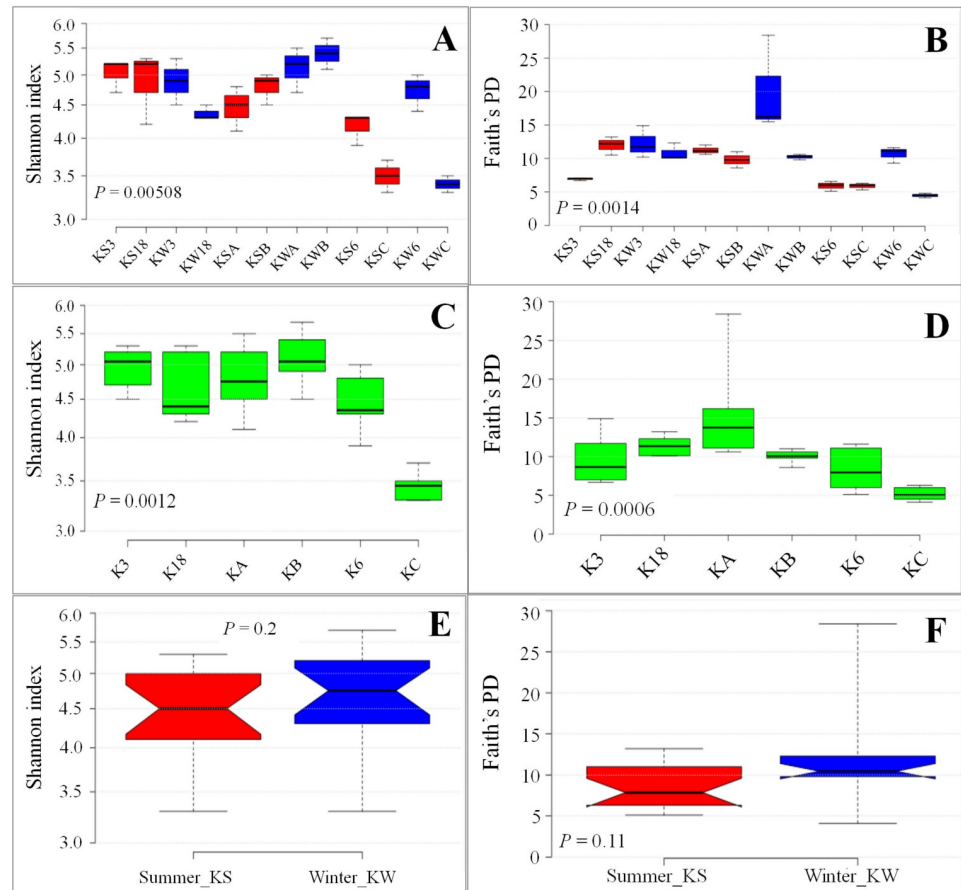 A
Shannon index
6.0
5.5
5.0
4.5
4.0
3.5
3.0
P = 0.00508
KS3 KS18 KW3 KW18 KSA KSB KWA KWB KS6 KSC KW6 KWC
B
Faith's PD
30
25
20
15
10
5
0
P = 0.0014
KS3 KS18 KW3 KW18 KSA KSB KWA KWB KS6 KSC KW6 KWC
C
Shannon index
6.0
5.5
5.0
4.5
4.0
3.5
3.0
P = 0.0012
K3 K18 KA KB K6 KC
D
Faith's PD
30
25
20
15
10
5
0
P = 0.0006
K3 K18 KA KB K6 KC
E
Shannon index
6.0
5.5
5.0
4.5
4.0
3.5
3.0
P = 0.2
Summer_KS Winter_KW
F
Faith's PD
30
25
20
15
10
5
0
P = 0.11
Summer_KS Winter_KW